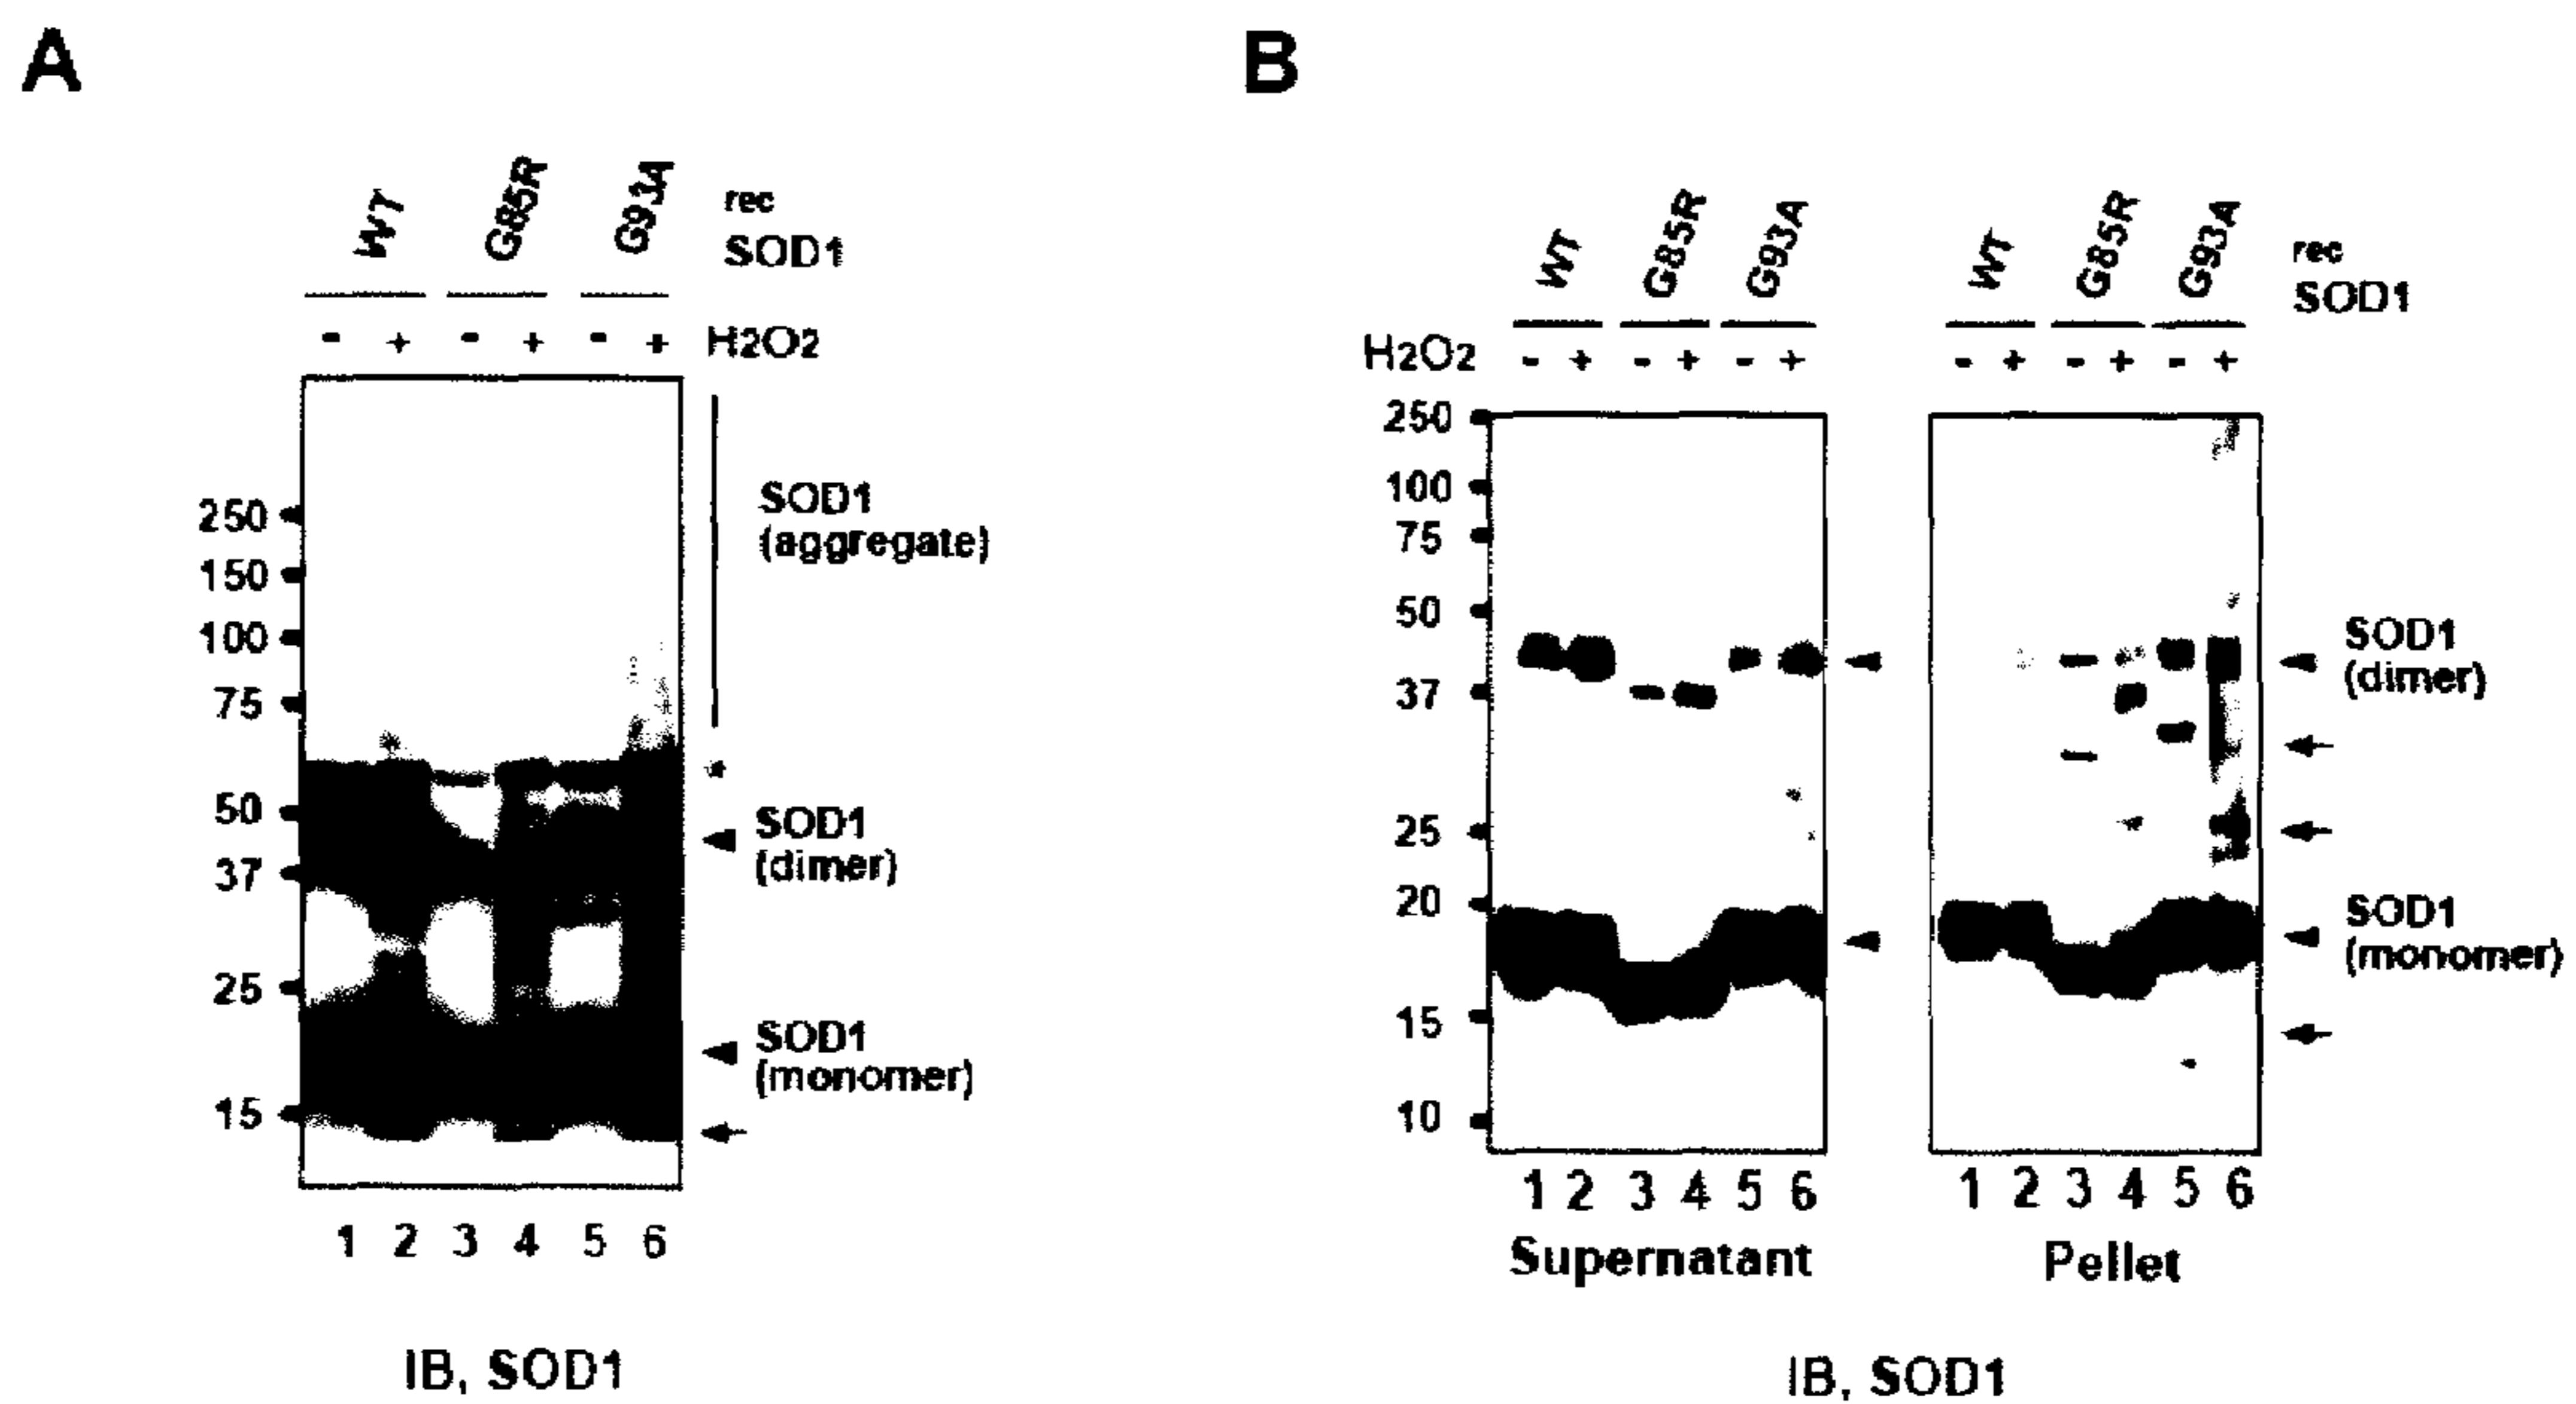 A
WT G85R G93A rec
SOD1
- + - + - + H2O2
250
150
100
75
50
37
25
15
SOD1
(aggregate)
*
SOD1
(dimer)
SOD1
(monomer)
1 2 3 4 5 6
IB, SOD1
B
WT G85R G93A WT G85R G93A rec
SOD1
H2O2 - + - + - + - + - + - +
250
100
75
50
37
25
20
15
10
SOD1
(dimer)
SOD1
(monomer)
1 2 3 4 5 6 1 2 3 4 5 6
Supernatant Pellet
IB, SOD1